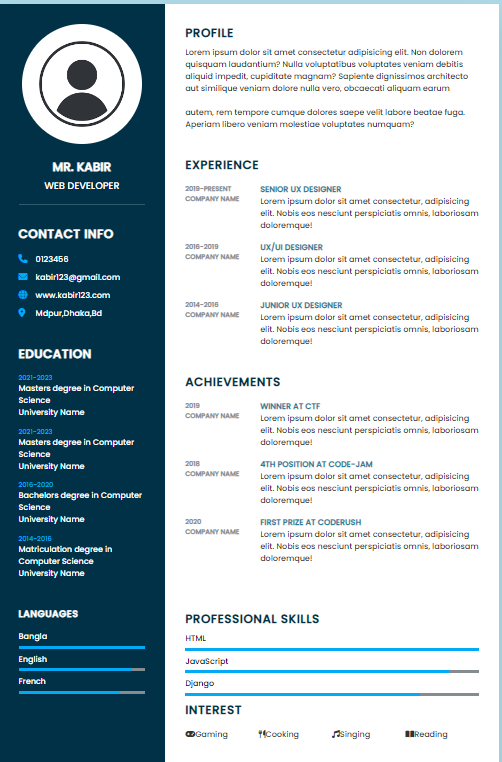 MR. KABIR
WEB DEVELOPER
CONTACT INFO
0123456
kabir123@gmail.com
www.kabir123.com
Mdpur,Dhaka,Bd
EDUCATION
2021-2023
Masters degree in Computer
Science
University Name
2021-2023
Masters degree in Computer
Science
University Name
2016-2020
Bachelors degree in Computer
Science
University Name
2014-2016
Matriculation degree in
Computer Science
University Name
LANGUAGES
Bangla
English
French
PROFILE
Lorem ipsum dolor sit amet consectetur adipisicing elit. Non dolorem
quisquam laudantium? Nulla voluptatibus voluptates veniam debitis
aliquid impedit, cupiditate magnam? Sapiente dignissimos architecto
aut similique veniam dolore nulla vero, obcaecati aliquam earum
autem, rem tempore cumque dolores saepe velit labore beatae fuga.
Aperiam libero veniam molestiae voluptates numquam?
EXPERIENCE
2019-PRESENT
COMPANY NAME
SENIOR UX DESIGNER
Lorem ipsum dolor sit amet consectetur, adipisicing
elit. Nobis eos nesciunt perspiciatis omnis, laboriosam
doloremque!
2016-2019
COMPANY NAME
UX/UI DESIGNER
Lorem ipsum dolor sit amet consectetur, adipisicing
elit. Nobis eos nesciunt perspiciatis omnis, laboriosam
doloremque!
2014-2016
COMPANY NAME
JUNIOR UX DESIGNER
Lorem ipsum dolor sit amet consectetur, adipisicing
elit. Nobis eos nesciunt perspiciatis omnis, laboriosam
doloremque!
ACHIEVEMENTS
2019
COMPANY NAME
WINNER AT CTF
Lorem ipsum dolor sit amet consectetur, adipisicing
elit. Nobis eos nesciunt perspiciatis omnis, laboriosam
doloremque!
2018
COMPANY NAME
4TH POSITION AT CODE-JAM
Lorem ipsum dolor sit amet consectetur, adipisicing
elit. Nobis eos nesciunt perspiciatis omnis, laboriosam
doloremque!
2020
COMPANY NAME
FIRST PRIZE AT CODERUSH
Lorem ipsum dolor sit amet consectetur, adipisicing
elit. Nobis eos nesciunt perspiciatis omnis, laboriosam
doloremque!
PROFESSIONAL SKILLS
HTML
JavaScript
Django
INTEREST
Gaming Cooking Singing Reading